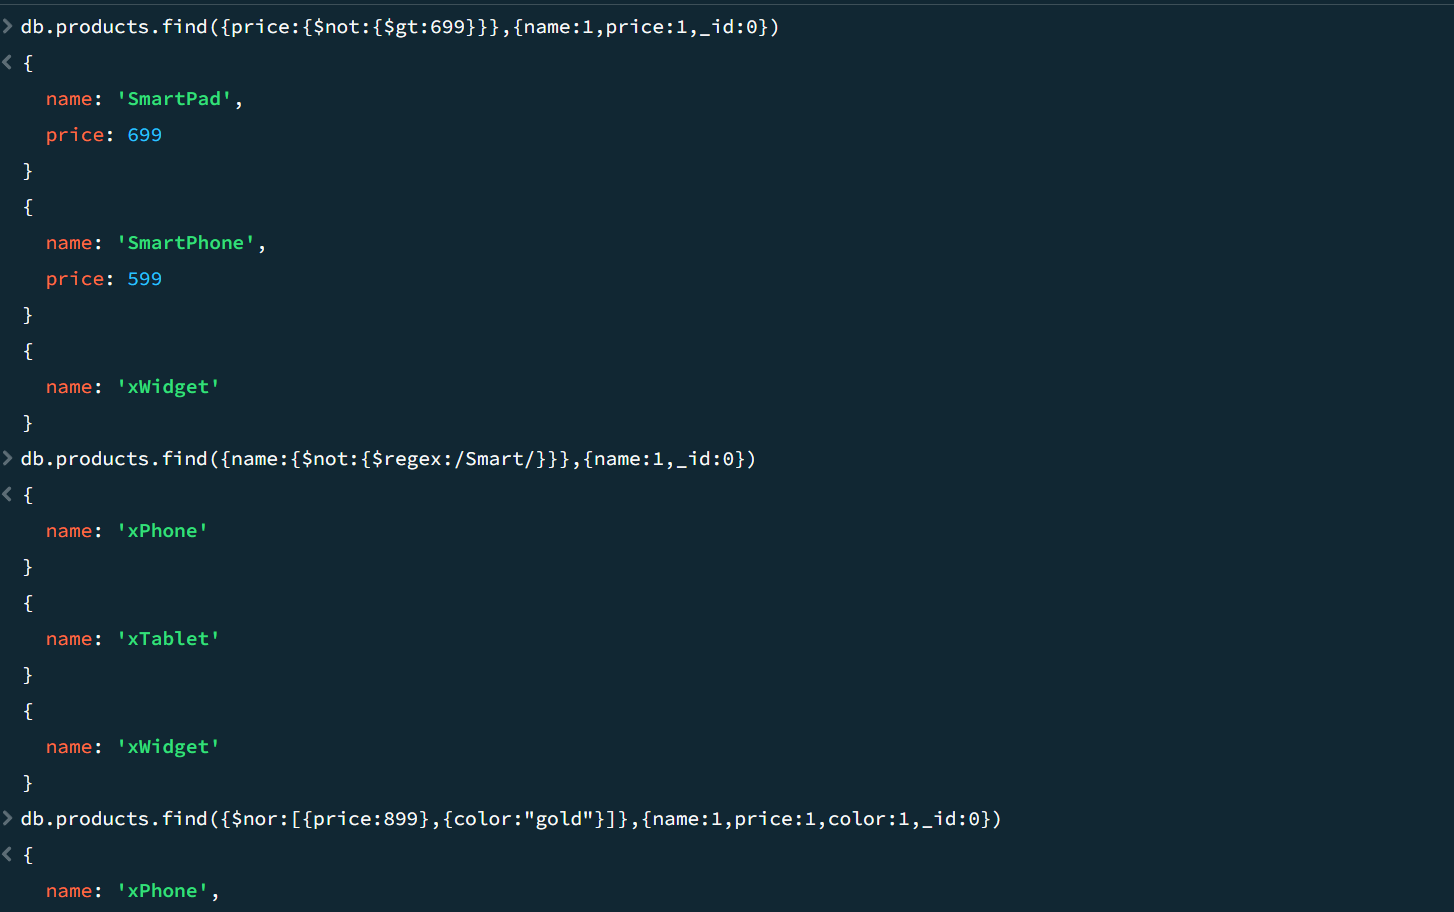 > db.products.find({price:{$not:{$gt:699}}},{name:1,price:1,_id:0})
< {
name: 'SmartPad',
price: 699
}
{
name: 'SmartPhone',
price: 599
}
{
name: 'xWidget'
}
> db.products.find({name:{$not:{$regex:/Smart/}}},{name:1,_id:0})
< {
name: 'xPhone'
}
{
name: 'xTablet'
}
{
name: 'xWidget'
}
> db.products.find({$nor:[{price:899},{color:"gold"}]},{name:1,price:1,color:1,_id:0})
< {
name: 'xPhone',